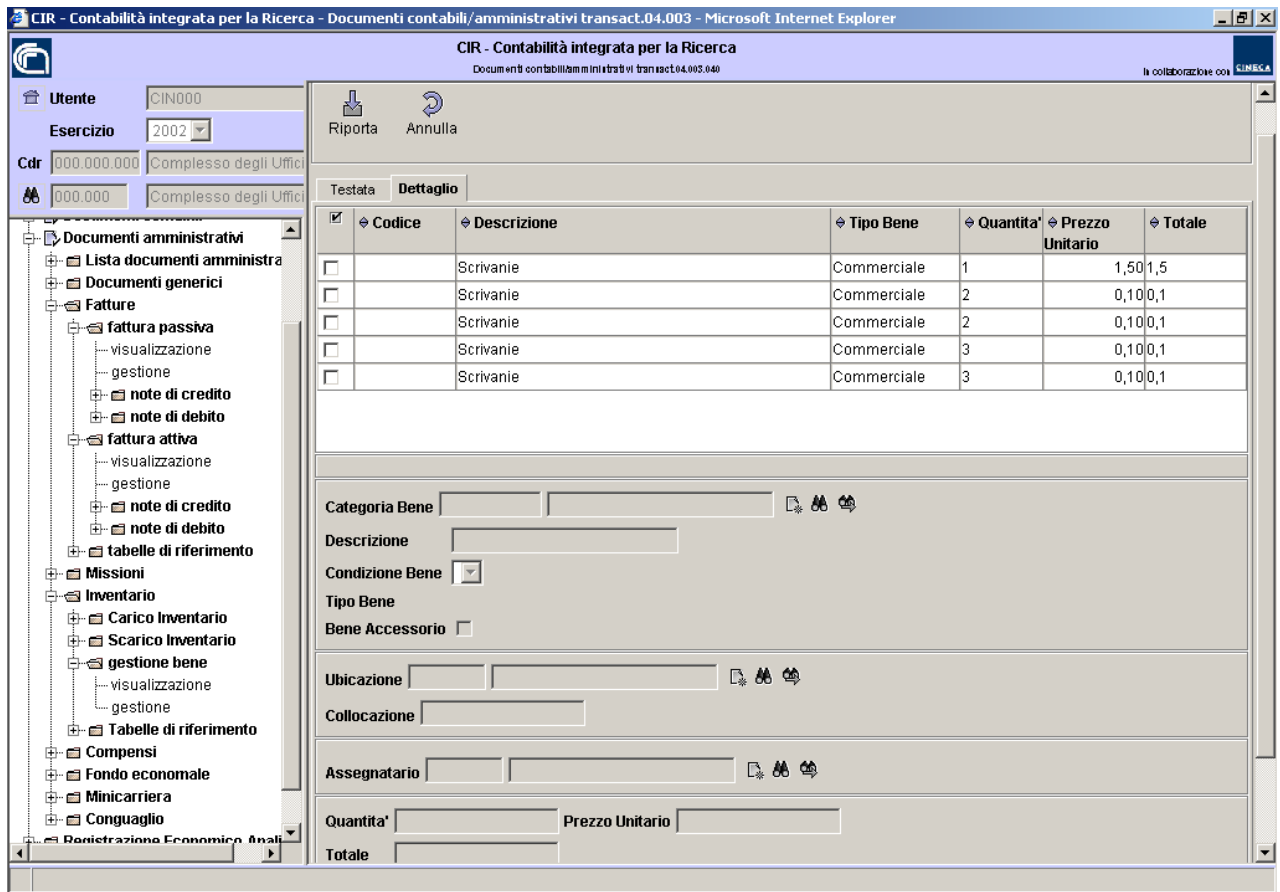 CIR - Contabilità integrata per la Ricerca - Documenti contabili/amministrativi transact.04.003 - Microsoft Internet Explorer
CIR - Contabilità integrata per la Ricerca
Documenti contabili/amministrativi transact.04.003.040
In collaborazione con CINECA
Utente CIN000
Esercizio 2002
Cdr 000.000.000 Complesso degli Uffici
000.000 Complesso degli Uffici
Documenti amministrativi
Lista documenti amministra
Documenti generici
Fatture
fattura passiva
visualizzazione
gestione
note di credito
note di debito
fattura attiva
visualizzazione
gestione
note di credito
note di debito
tabelle di riferimento
Missioni
Inventario
Carico Inventario
Scarico Inventario
gestione bene
visualizzazione
gestione
Tabelle di riferimento
Compensi
Fondo economale
Minicarriera
Conguaglio
Registrazione Economico Anali
Riporta Annulla
Testata Dettaglio
Codice Descrizione Tipo Bene Quantita' Prezzo Unitario Totale
Scrivanie Commerciale 1 1,50 1,5
Scrivanie Commerciale 2 0,10 0,1
Scrivanie Commerciale 2 0,10 0,1
Scrivanie Commerciale 3 0,10 0,1
Scrivanie Commerciale 3 0,10 0,1
Categoria Bene
Descrizione
Condizione Bene
Tipo Bene
Bene Accessorio
Ubicazione
Collocazione
Assegnatario
Quantita' Prezzo Unitario
Totale